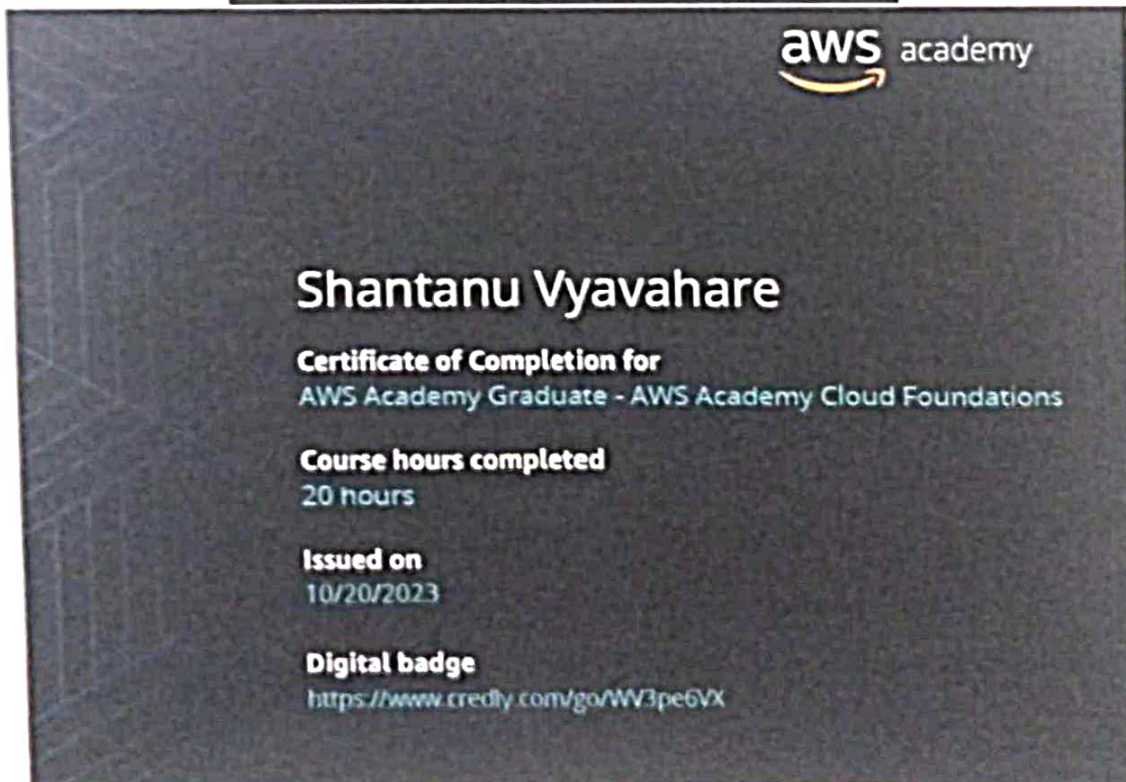 aws academy
Shantanu Vyavahare
Certificate of Completion for
AWS Academy Graduate - AWS Academy Cloud Foundations
Course hours completed
20 hours
Issued on
10/20/2023
Digital badge
https://www.credly.com/go/WV3pe6VX